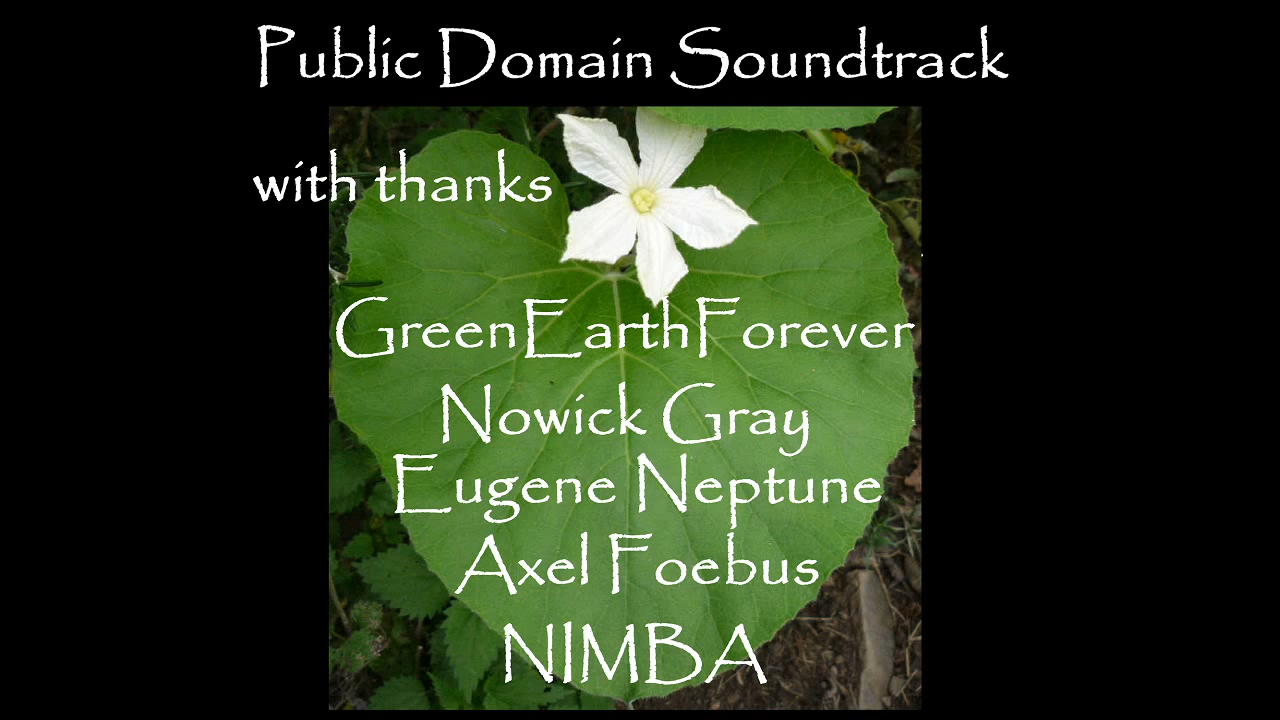 Public Domain Soundtrack
with thanks
GreenEarthForever
Nowick Gray
Eugene Neptune
Axel Foebus
NIMBA